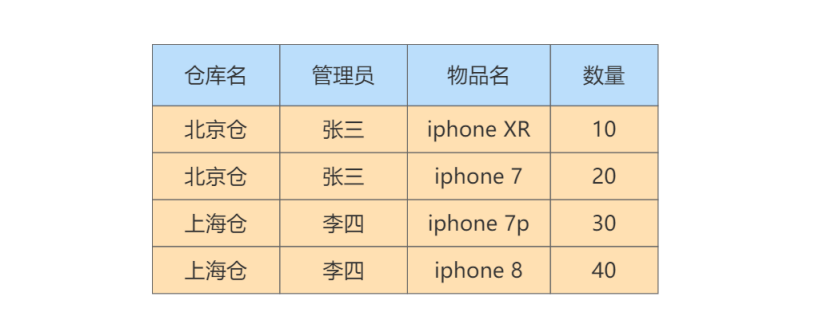 仓库名 管理员 物品名 数量
北京仓 张三 iphone XR 10
北京仓 张三 iphone 7 20
上海仓 李四 iphone 7p 30
上海仓 李四 iphone 8 40